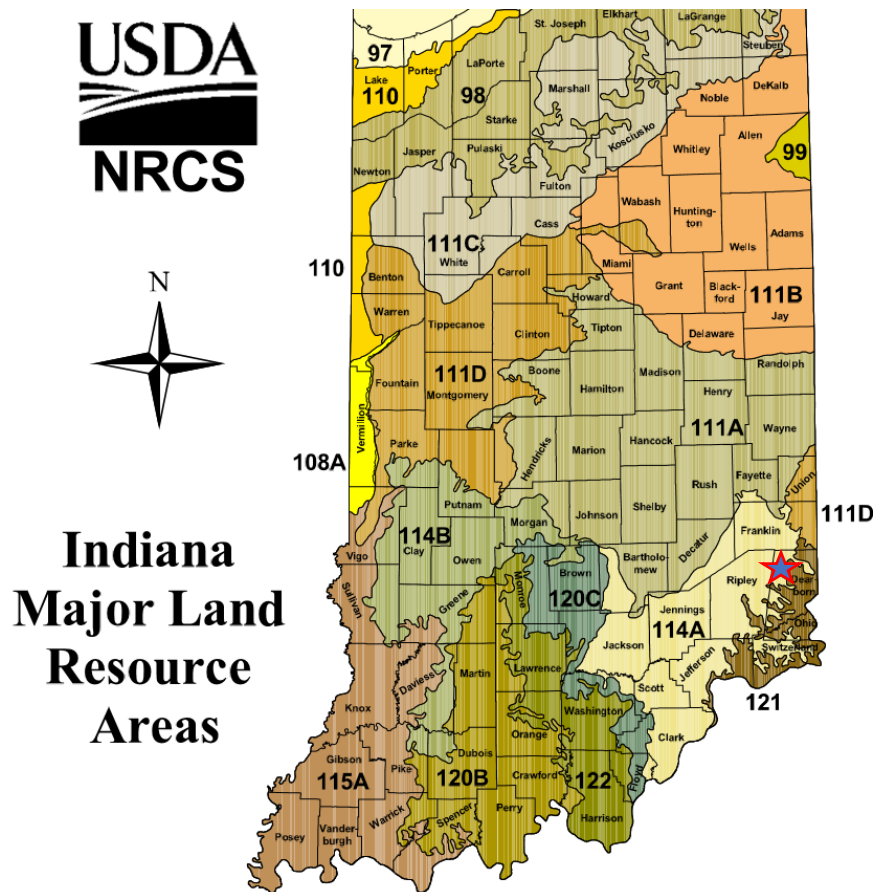 USDA
NRCS
N
Indiana
Major Land
Resource
Areas
97
St. Joseph
Elkhart
LaGrange
Steuben
Lake
Porter
LaPorte
110
98
Marshall
Noble
DeKalb
Starke
Kosciusko
Allen
Jasper
Pulaski
Whitley
99
Newton
Fulton
Wabash
Hunting-
ton
Cass
Adams
111C
White
Wells
110
Benton
Carroll
Miami
Grant
Black-
ford
111B
Jay
Howard
Warren
Tippecanoe
Clinton
Tipton
Delaware
Randolph
Boone
Madison
111D
Fountain
Montgomery
Hamilton
Henry
111A
Vermillion
Wayne
Parke
Hendricks
Marion
Hancock
108A
Rush
Fayette
Union
Putnam
Johnson
Shelby
111D
Morgan
Franklin
114B
Clay
Owen
Decatur
Vigo
Bartholo-
mew
Brown
Monroe
Ripley
Dear-
born
Sullivan
Greene
120C
Jennings
Ohio
114A
Jackson
Switzerland
Jefferson
Martin
Lawrence
Daviess
Scott
121
Knox
Washington
Orange
Clark
Dubois
Gibson
Pike
Crawford
Floyd
115A
120B
122
Warrick
Perry
Spencer
Harrison
Posey
Vander-
burgh